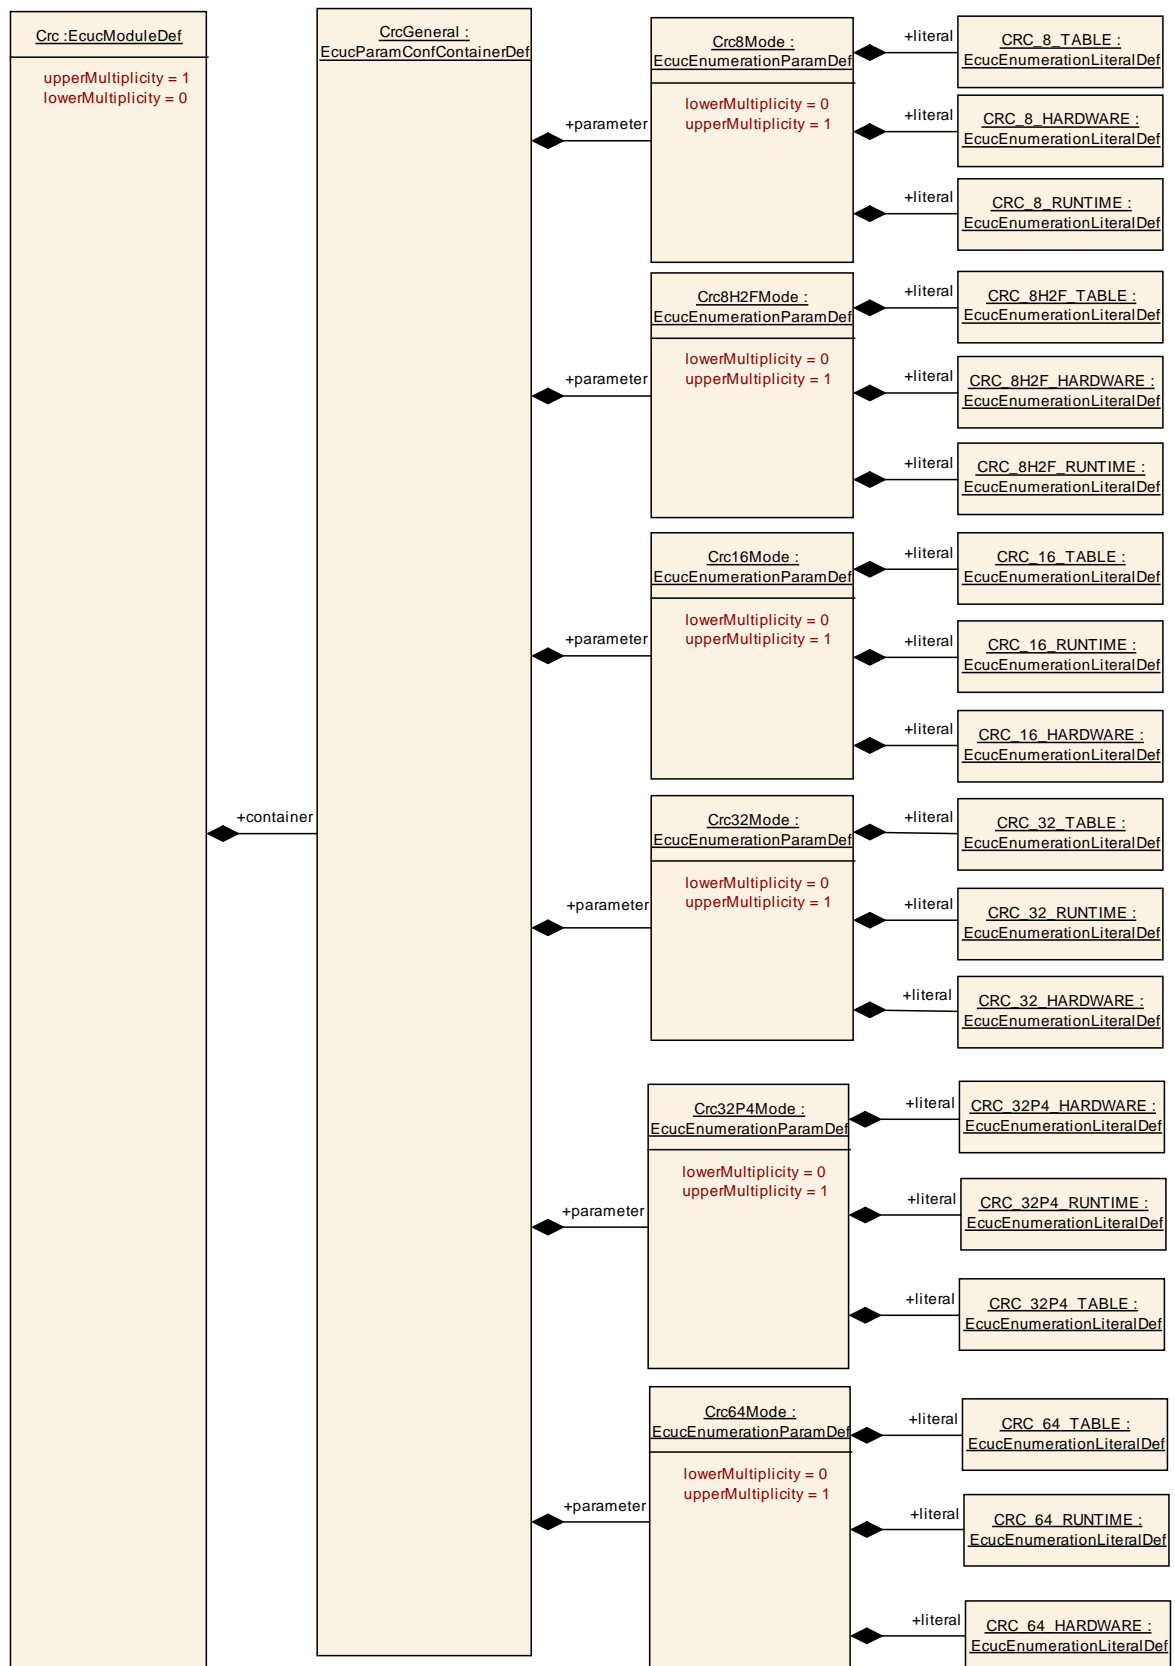 Crc :EcucModuleDef
upperMultiplicity = 1
lowerMultiplicity = 0
+container
CrcGeneral :
EcucParamConfContainerDef
+parameter
Crc8Mode :
EcucEnumerationParamDef
lowerMultiplicity = 0
upperMultiplicity = 1
+literal
CRC_8_TABLE :
EcucEnumerationLiteralDef
+literal
CRC_8_HARDWARE :
EcucEnumerationLiteralDef
+literal
CRC_8_RUNTIME :
EcucEnumerationLiteralDef
+parameter
Crc8H2FMode :
EcucEnumerationParamDef
lowerMultiplicity = 0
upperMultiplicity = 1
+literal
CRC_8H2F_TABLE :
EcucEnumerationLiteralDef
+literal
CRC_8H2F_HARDWARE :
EcucEnumerationLiteralDef
+literal
CRC_8H2F_RUNTIME :
EcucEnumerationLiteralDef
+parameter
Crc16Mode :
EcucEnumerationParamDef
lowerMultiplicity = 0
upperMultiplicity = 1
+literal
CRC_16_TABLE :
EcucEnumerationLiteralDef
+literal
CRC_16_RUNTIME :
EcucEnumerationLiteralDef
+literal
CRC_16_HARDWARE :
EcucEnumerationLiteralDef
+parameter
Crc32Mode :
EcucEnumerationParamDef
lowerMultiplicity = 0
upperMultiplicity = 1
+literal
CRC_32_TABLE :
EcucEnumerationLiteralDef
+literal
CRC_32_RUNTIME :
EcucEnumerationLiteralDef
+literal
CRC_32_HARDWARE :
EcucEnumerationLiteralDef
+parameter
Crc32P4Mode :
EcucEnumerationParamDef
lowerMultiplicity = 0
upperMultiplicity = 1
+literal
CRC_32P4_HARDWARE :
EcucEnumerationLiteralDef
+literal
CRC_32P4_RUNTIME :
EcucEnumerationLiteralDef
+literal
CRC_32P4_TABLE :
EcucEnumerationLiteralDef
+parameter
Crc64Mode :
EcucEnumerationParamDef
lowerMultiplicity = 0
upperMultiplicity = 1
+literal
CRC_64_TABLE :
EcucEnumerationLiteralDef
+literal
CRC_64_RUNTIME :
EcucEnumerationLiteralDef
+literal
CRC_64_HARDWARE :
EcucEnumerationLiteralDef